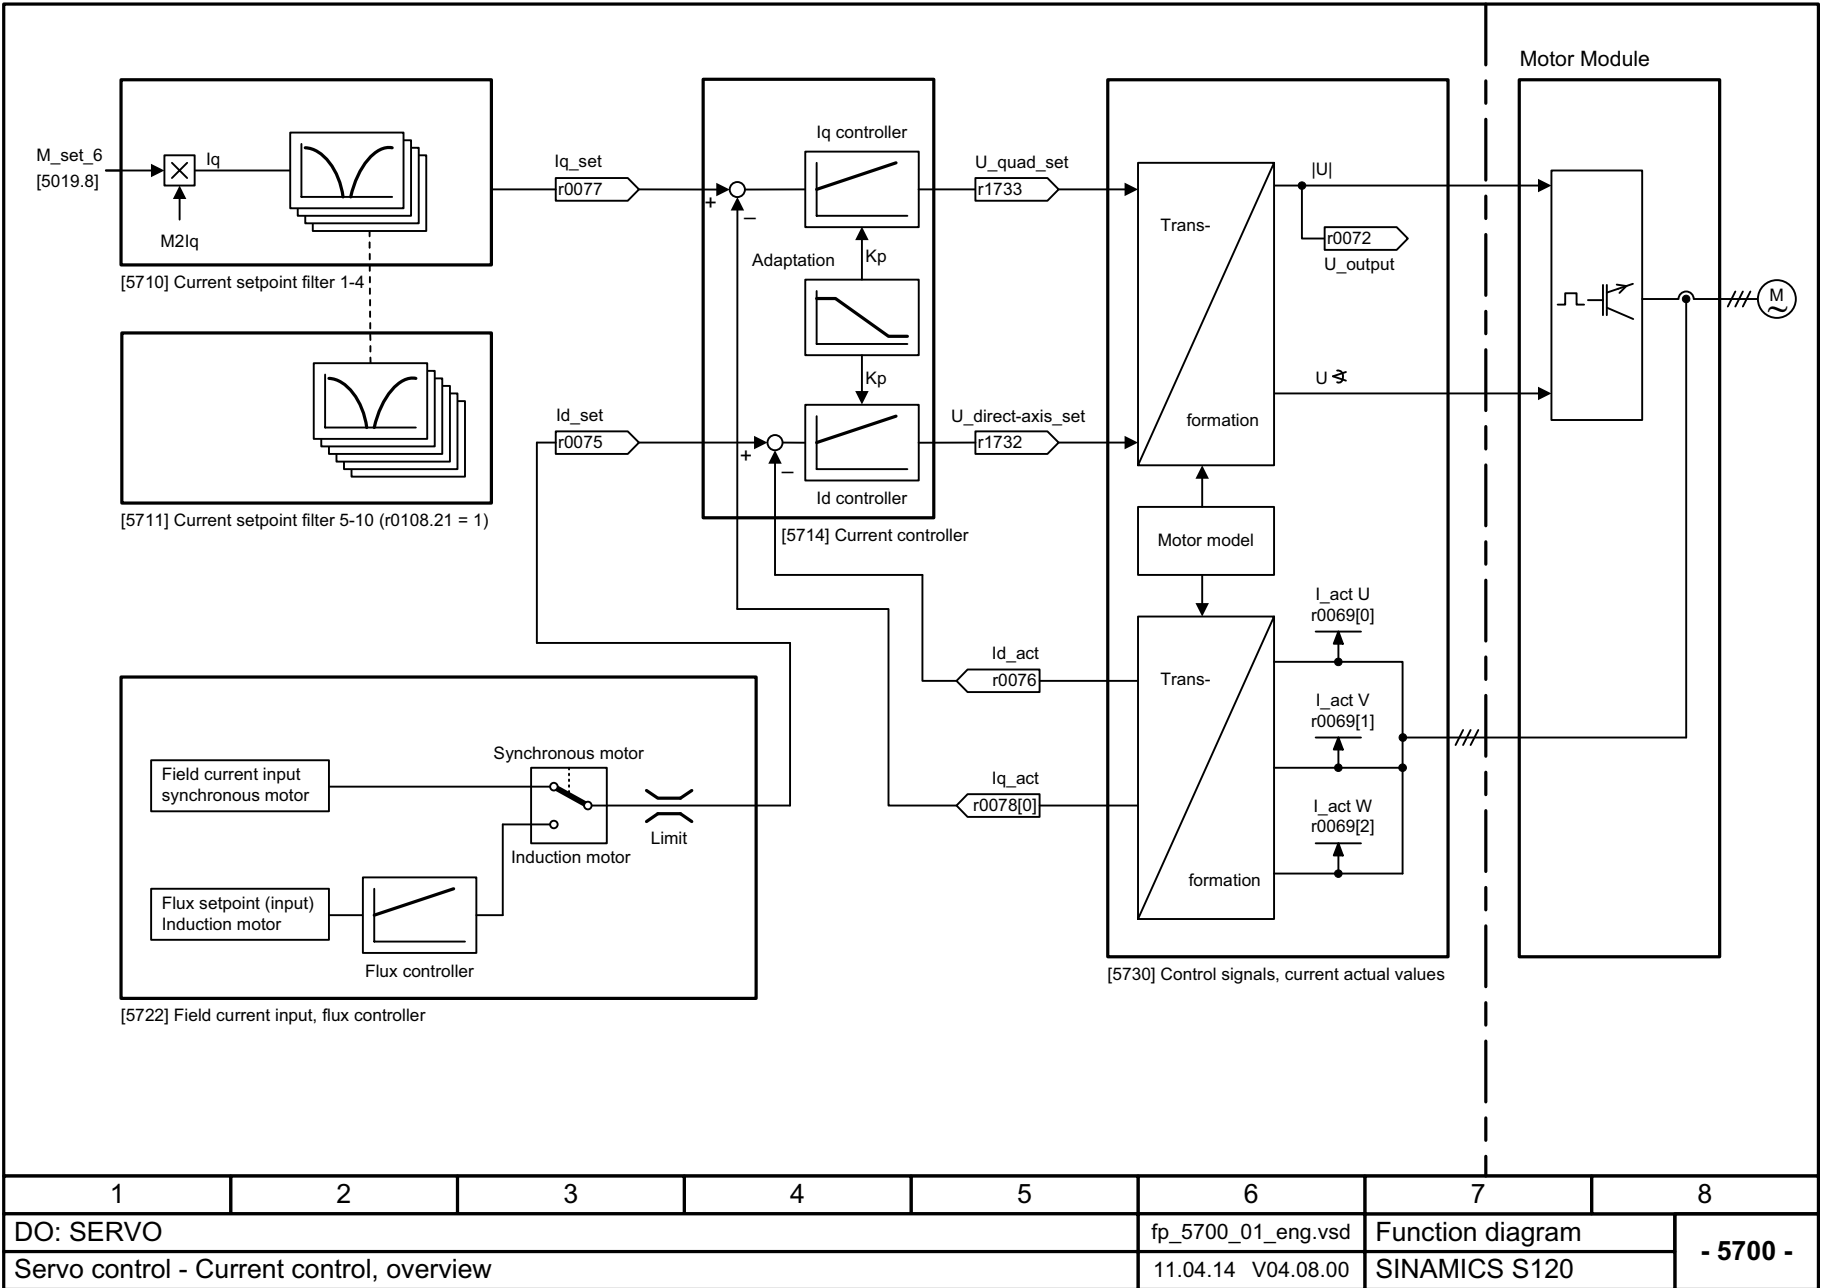 Motor Module
M_set_6
[5019.8]
Iq
M2Iq
[5710] Current setpoint filter 1-4
[5711] Current setpoint filter 5-10 (r0108.21 = 1)
Iq_set
r0077
+
–
Iq controller
Adaptation
Kp
Kp
Id_set
r0075
+
–
Id controller
[5714] Current controller
U_quad_set
r1733
U_direct-axis_set
r1732
Trans-
formation
|U|
r0072
U_output
U ∢
M
~
Motor model
I_act U
r0069[0]
Id_act
r0076
Trans-
I_act V
r0069[1]
Iq_act
r0078[0]
I_act W
r0069[2]
formation
[5730] Control signals, current actual values
Synchronous motor
Field current input
synchronous motor
Limit
Induction motor
Flux setpoint (input)
Induction motor
Flux controller
[5722] Field current input, flux controller
1 2 3 4 5 6 7 8
DO: SERVO
fp_5700_01_eng.vsd
Function diagram
- 5700 -
Servo control - Current control, overview
11.04.14 V04.08.00
SINAMICS S120